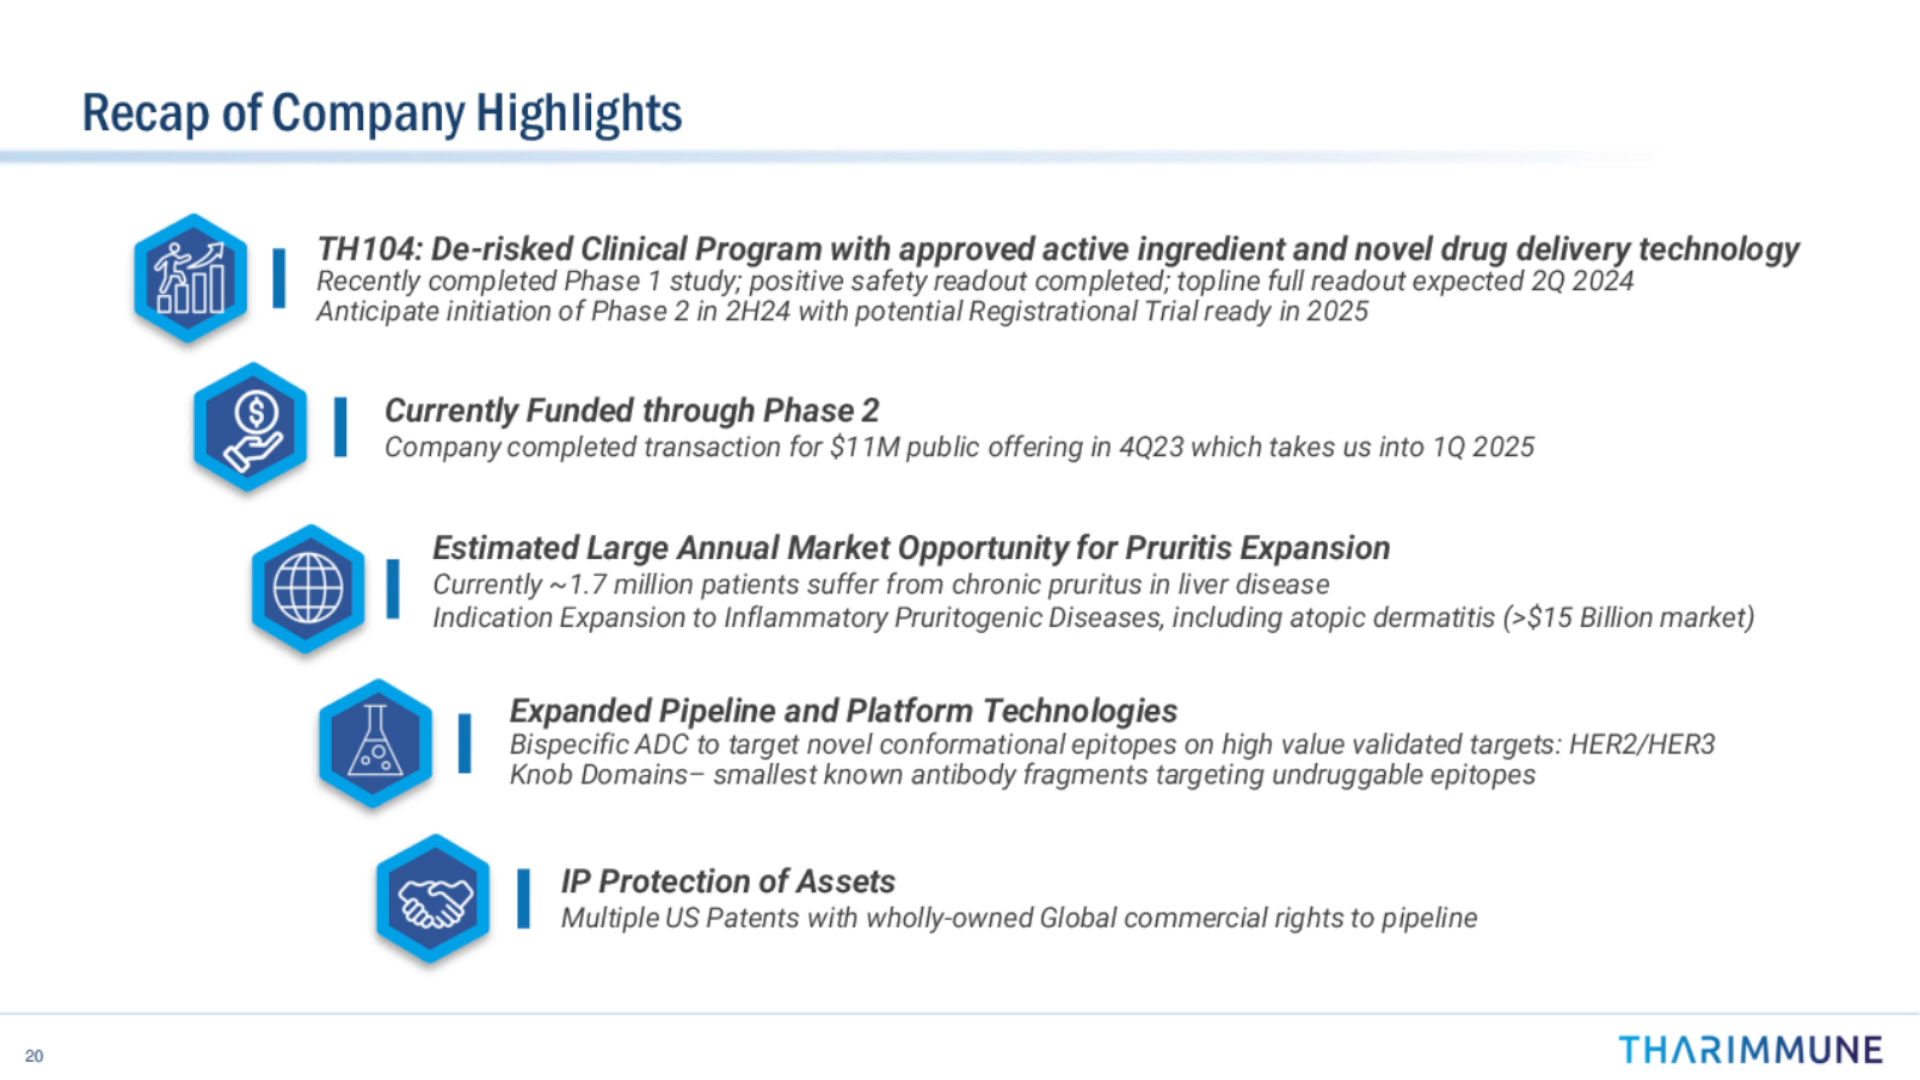 Recap of Company Highlights
TH104: De-risked Clinical Program with approved active ingredient and novel drug delivery technology
Recently completed Phase 1 study; positive safety readout completed; topline full readout expected 2Q 2024
Anticipate initiation of Phase 2 in 2H24 with potential Registrational Trial ready in 2025
$
Currently Funded through Phase 2
Company completed transaction for $11M public offering in 4Q23 which takes us into 1Q 2025
Estimated Large Annual Market Opportunity for Pruritis Expansion
Currently ~1.7 million patients suffer from chronic pruritus in liver disease
Indication Expansion to Inflammatory Pruritogenic Diseases, including atopic dermatitis (>$15 Billion market)
Expanded Pipeline and Platform Technologies
Bispecific ADC to target novel conformational epitopes on high value validated targets: HER2/HER3
Knob Domains– smallest known antibody fragments targeting undruggable epitopes
IP Protection of Assets
Multiple US Patents with wholly-owned Global commercial rights to pipeline
20
THARIMMUNE